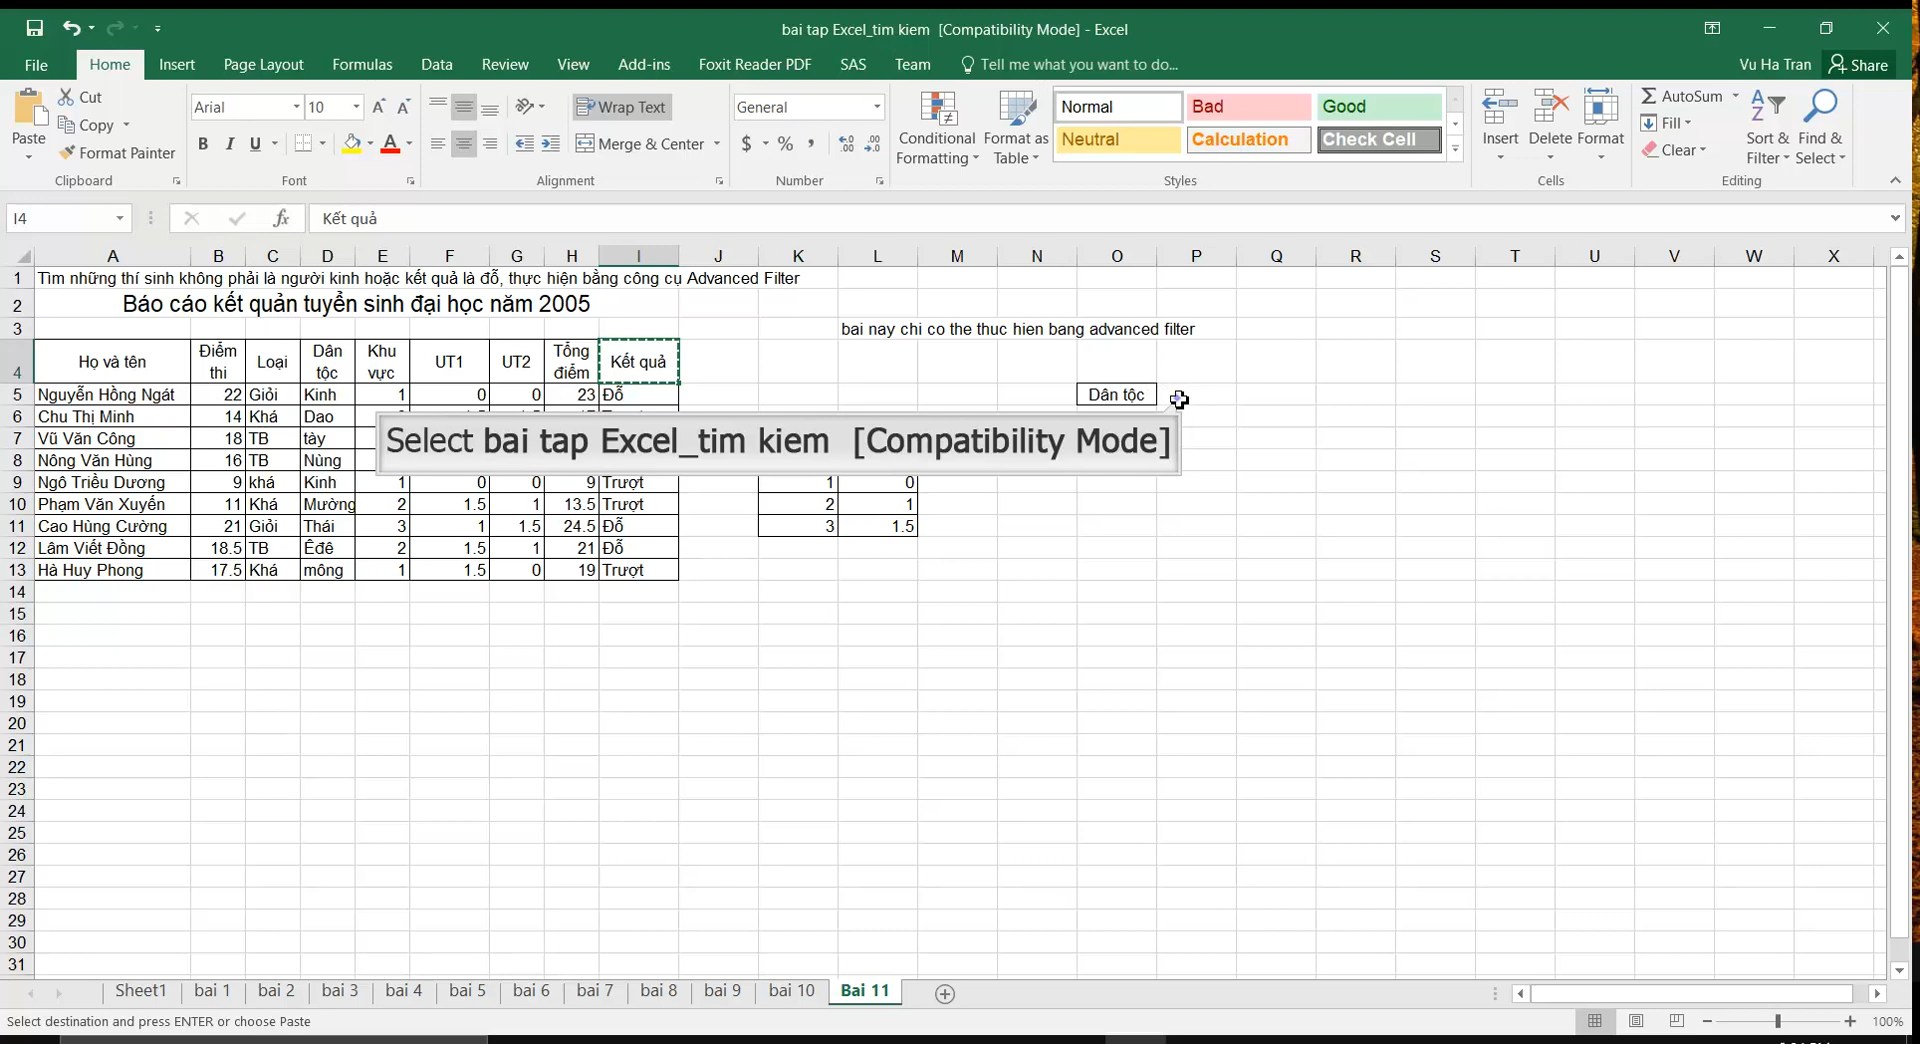 bai tap Excel_tim kiem  [Compatibility Mode] - Excel
File Home Insert Page Layout Formulas Data Review View Add-ins Foxit Reader PDF SAS Team Tell me what you want to do... Vu Ha Tran Share
Paste Cut Copy Format Painter
Clipboard
Arial 10
B I U A
Font
Wrap Text
Merge & Center
Alignment
General
$ % ,
Number
Conditional Formatting
Format as Table
Normal Bad Good
Neutral Calculation Check Cell
Styles
Insert Delete Format
Cells
AutoSum
Fill
Clear
Sort & Filter
Find & Select
Editing
I4 fx Kết quả
A B C D E F G H I J K L M N O P Q R S T U V W X
1 Tìm những thí sinh không phải là người kinh hoặc kết quả là đỗ, thực hiện bằng công cụ Advanced Filter
2 Báo cáo kết quản tuyển sinh đại học năm 2005
3 bai nay chi co the thuc hien bang advanced filter
4 Họ và tên Điểm thi Loại Dân tộc Khu vực UT1 UT2 Tổng điểm Kết quả
5 Nguyễn Hồng Ngát 22 Giỏi Kinh 1 0 0 23 Đỗ Dân tộc
6 Chu Thị Minh 14 Khá Dao
7 Vũ Văn Công 18 TB tày
Select bai tap Excel_tim kiem  [Compatibility Mode]
8 Nông Văn Hùng 16 TB Nùng
9 Ngô Triều Dương 9 khá Kinh 1 0 0 9 Trượt 1 0
10 Phạm Văn Xuyến 11 Khá Mường 2 1.5 1 13.5 Trượt 2 1
11 Cao Hùng Cường 21 Giỏi Thái 3 1 1.5 24.5 Đỗ 3 1.5
12 Lâm Viết Đồng 18.5 TB Êđê 2 1.5 1 21 Đỗ
13 Hà Huy Phong 17.5 Khá mông 1 1.5 0 19 Trượt
14
15
16
17
18
19
20
21
22
23
24
25
26
27
28
29
30
31
Sheet1 bai 1 bai 2 bai 3 bai 4 bai 5 bai 6 bai 7 bai 8 bai 9 bai 10 Bai 11
Select destination and press ENTER or choose Paste 100%